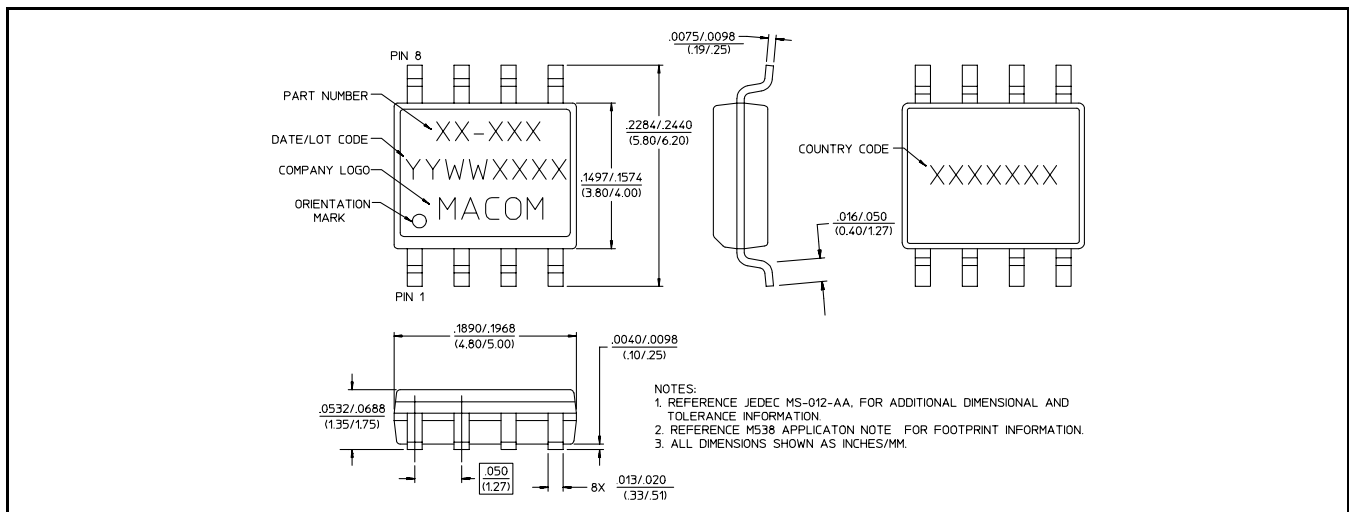 PIN 8
PART NUMBER
XX-XXX
DATE/LOT CODE
YYWWXXXX
COMPANY LOGO
MACOM
ORIENTATION
MARK
PIN 1
.2284/.2440
(5.80/6.20)
.1497/.1574
(3.80/4.00)
.0075/.0098
(.19/.25)
.016/.050
(0.40/1.27)
COUNTRY CODE
XXXXXXX
.1890/.1968
(4.80/5.00)
.0040/.0098
(.10/.25)
.0532/.0688
(1.35/1.75)
.050
(1.27)
8X
.013/.020
(.33/.51)
NOTES:
1. REFERENCE JEDEC MS-012-AA, FOR ADDITIONAL DIMENSIONAL AND
TOLERANCE INFORMATION.
2. REFERENCE M538 APPLICATON NOTE FOR FOOTPRINT INFORMATION.
3. ALL DIMENSIONS SHOWN AS INCHES/MM.